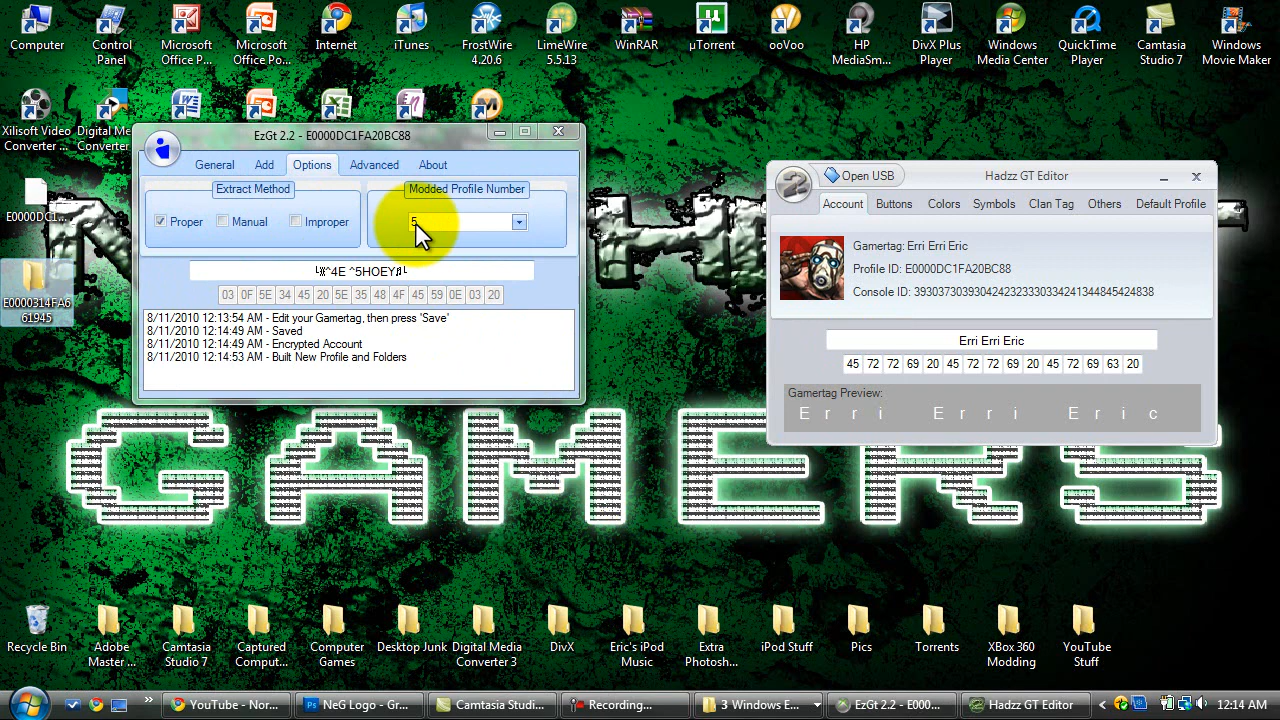 Computer
Control
Panel
Microsoft
Office P...
Microsoft
Office Po...
Internet
iTunes
FrostWire
4.20.6
LimeWire
5.5.13
WinRAR
µTorrent
ooVoo
HP
MediaSm...
DivX Plus
Player
Windows
Media Center
QuickTime
Player
Camtasia
Studio 7
Windows
Movie Maker
Xilisoft Video
Converter ...
Digital Me
Converter
EzGt 2.2 - E0000DC1FA20BC88
General Add Options Advanced About
Extract Method
Modded Profile Number
Proper Manual Improper
5
03 0F 5E 34 45 20 5E 35 48 4F 45 59 0E 03 20
8/11/2010 12:13:54 AM - Edit your Gamertag, then press 'Save'
8/11/2010 12:14:49 AM - Saved
8/11/2010 12:14:49 AM - Encrypted Account
8/11/2010 12:14:53 AM - Built New Profile and Folders
E0000DC1...
E0000314FA6
61945
Open USB
Hadzz GT Editor
Account Buttons Colors Symbols Clan Tag Others Default Profile
Gamertag: Erri Erri Eric
Profile ID: E0000DC1FA20BC88
Console ID: 39303730393042423233303342413448454248​38
Erri Erri Eric
45 72 72 69 20 45 72 72 69 20 45 72 69 63 20
Gamertag Preview:
E r r i E r r i E r i c
GAMERS
Recycle Bin
Adobe
Master ...
Camtasia
Studio 7
Captured
Comput...
Computer
Games
Desktop Junk
Digital Media
Converter 3
DivX
Eric's iPod
Music
Extra
Photosh...
iPod Stuff
Pics
Torrents
XBox 360
Modding
YouTube
Stuff
YouTube - Nor...
NeG Logo - Gr...
Camtasia Studi...
Recording...
3 Windows E...
EzGt 2.2 - E000...
Hadzz GT Editor
12:14 AM